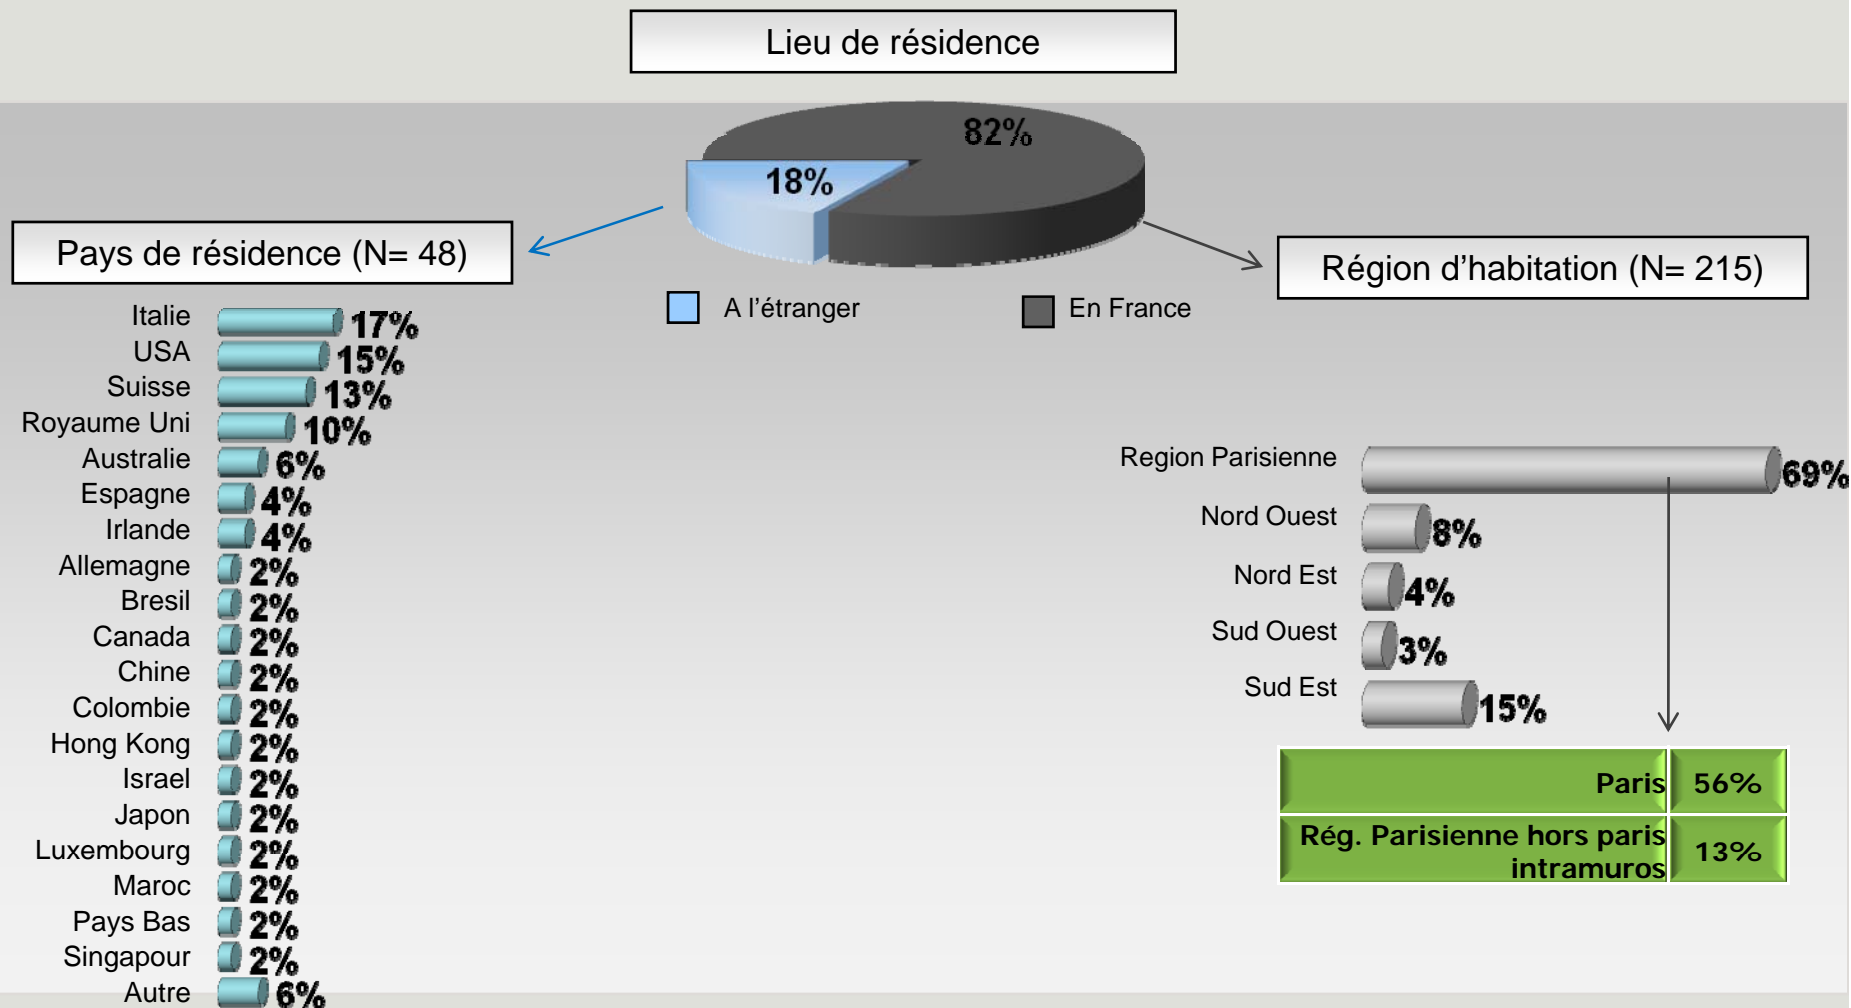 Lieu de résidence
82%
18%
A l'étranger
En France
Pays de résidence (N= 48)
Italie 17%
USA 15%
Suisse 13%
Royaume Uni 10%
Australie 6%
Espagne 4%
Irlande 4%
Allemagne 2%
Bresil 2%
Canada 2%
Chine 2%
Colombie 2%
Hong Kong 2%
Israel 2%
Japon 2%
Luxembourg 2%
Maroc 2%
Pays Bas 2%
Singapour 2%
Autre 6%
Région d'habitation (N= 215)
Region Parisienne 69%
Nord Ouest 8%
Nord Est 4%
Sud Ouest 3%
Sud Est 15%
Paris 56%
Rég. Parisienne hors paris
intramuros 13%